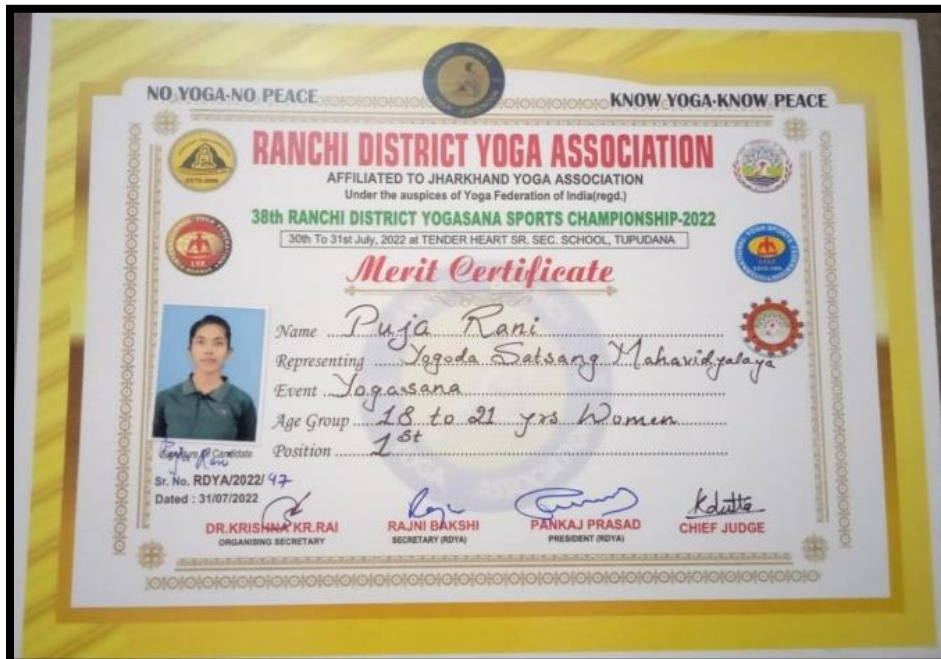 NO YOGA-NO PEACE
KNOW YOGA-KNOW PEACE
RANCHI DISTRICT YOGA ASSOCIATION
AFFILIATED TO JHARKHAND YOGA ASSOCIATION
Under the auspices of Yoga Federation of India(regd.)
38th RANCHI DISTRICT YOGASANA SPORTS CHAMPIONSHIP-2022
30th To 31st July, 2022 at TENDER HEART SR. SEC. SCHOOL, TUPUDANA
Merit Certificate
Name Puja Rani
Representing Yogoda Satsang Mahavidyalaya
Event Yogasana
Age Group 18 to 21 yrs Women
Position 1st
Puja Rani
Signature of Candidate
Sr. No. RDYA/2022/ 47
Dated : 31/07/2022
DR.KRISHNA KR.RAI
ORGANISING SECRETARY
RAJNI BAKSHI
SECRETARY (RDYA)
PANKAJ PRASAD
PRESIDENT (RDYA)
Kdutta
CHIEF JUDGE